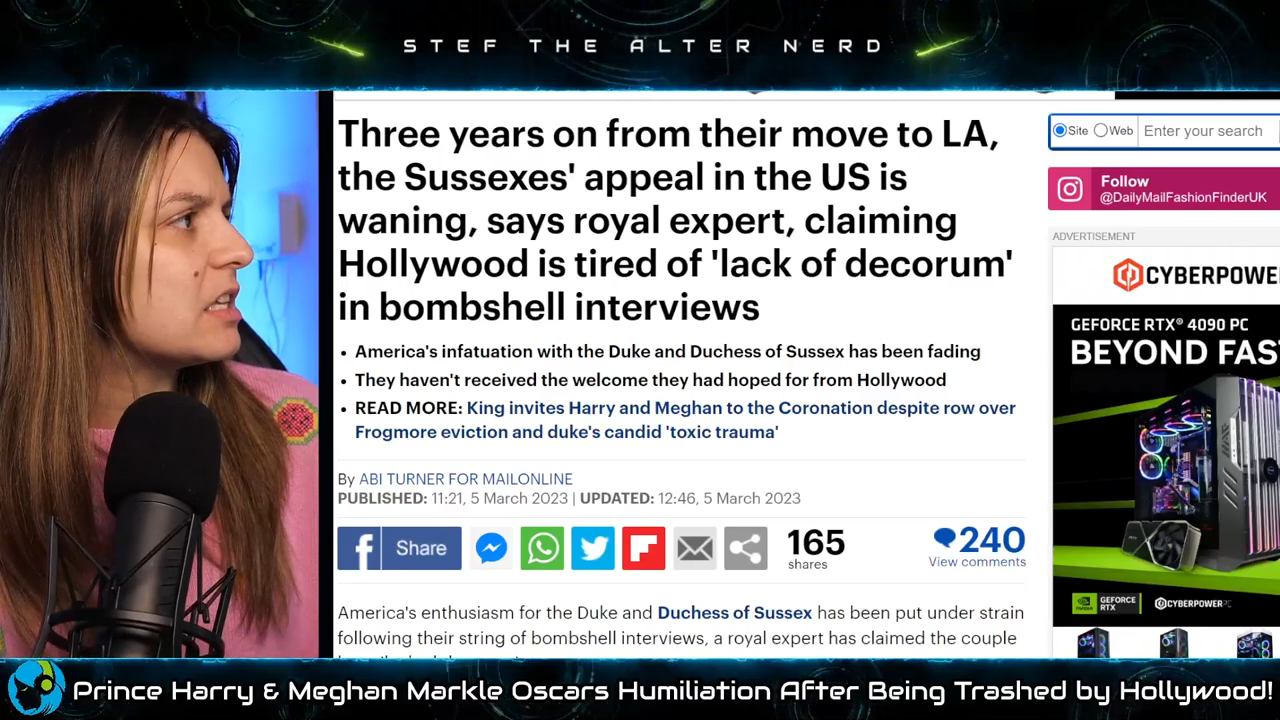 STEF THE ALTER NERD
Three years on from their move to LA,
the Sussexes' appeal in the US is
waning, says royal expert, claiming
Hollywood is tired of 'lack of decorum'
in bombshell interviews
• America's infatuation with the Duke and Duchess of Sussex has been fading
• They haven't received the welcome they had hoped for from Hollywood
• READ MORE: King invites Harry and Meghan to the Coronation despite row over
Frogmore eviction and duke's candid 'toxic trauma'
By ABI TURNER FOR MAILONLINE
PUBLISHED: 11:21, 5 March 2023 | UPDATED: 12:46, 5 March 2023
f Share
165
shares
240
View comments
America's enthusiasm for the Duke and Duchess of Sussex has been put under strain
following their string of bombshell interviews, a royal expert has claimed the couple
Site Web Enter your search
Follow
@DailyMailFashionFinderUK
ADVERTISEMENT
CYBERPOWE
GEFORCE RTX® 4090 PC
BEYOND FAS
NVIDIA GEFORCE RTX CYBERPOWERPC
Prince Harry & Meghan Markle Oscars Humiliation After Being Trashed by Hollywood!